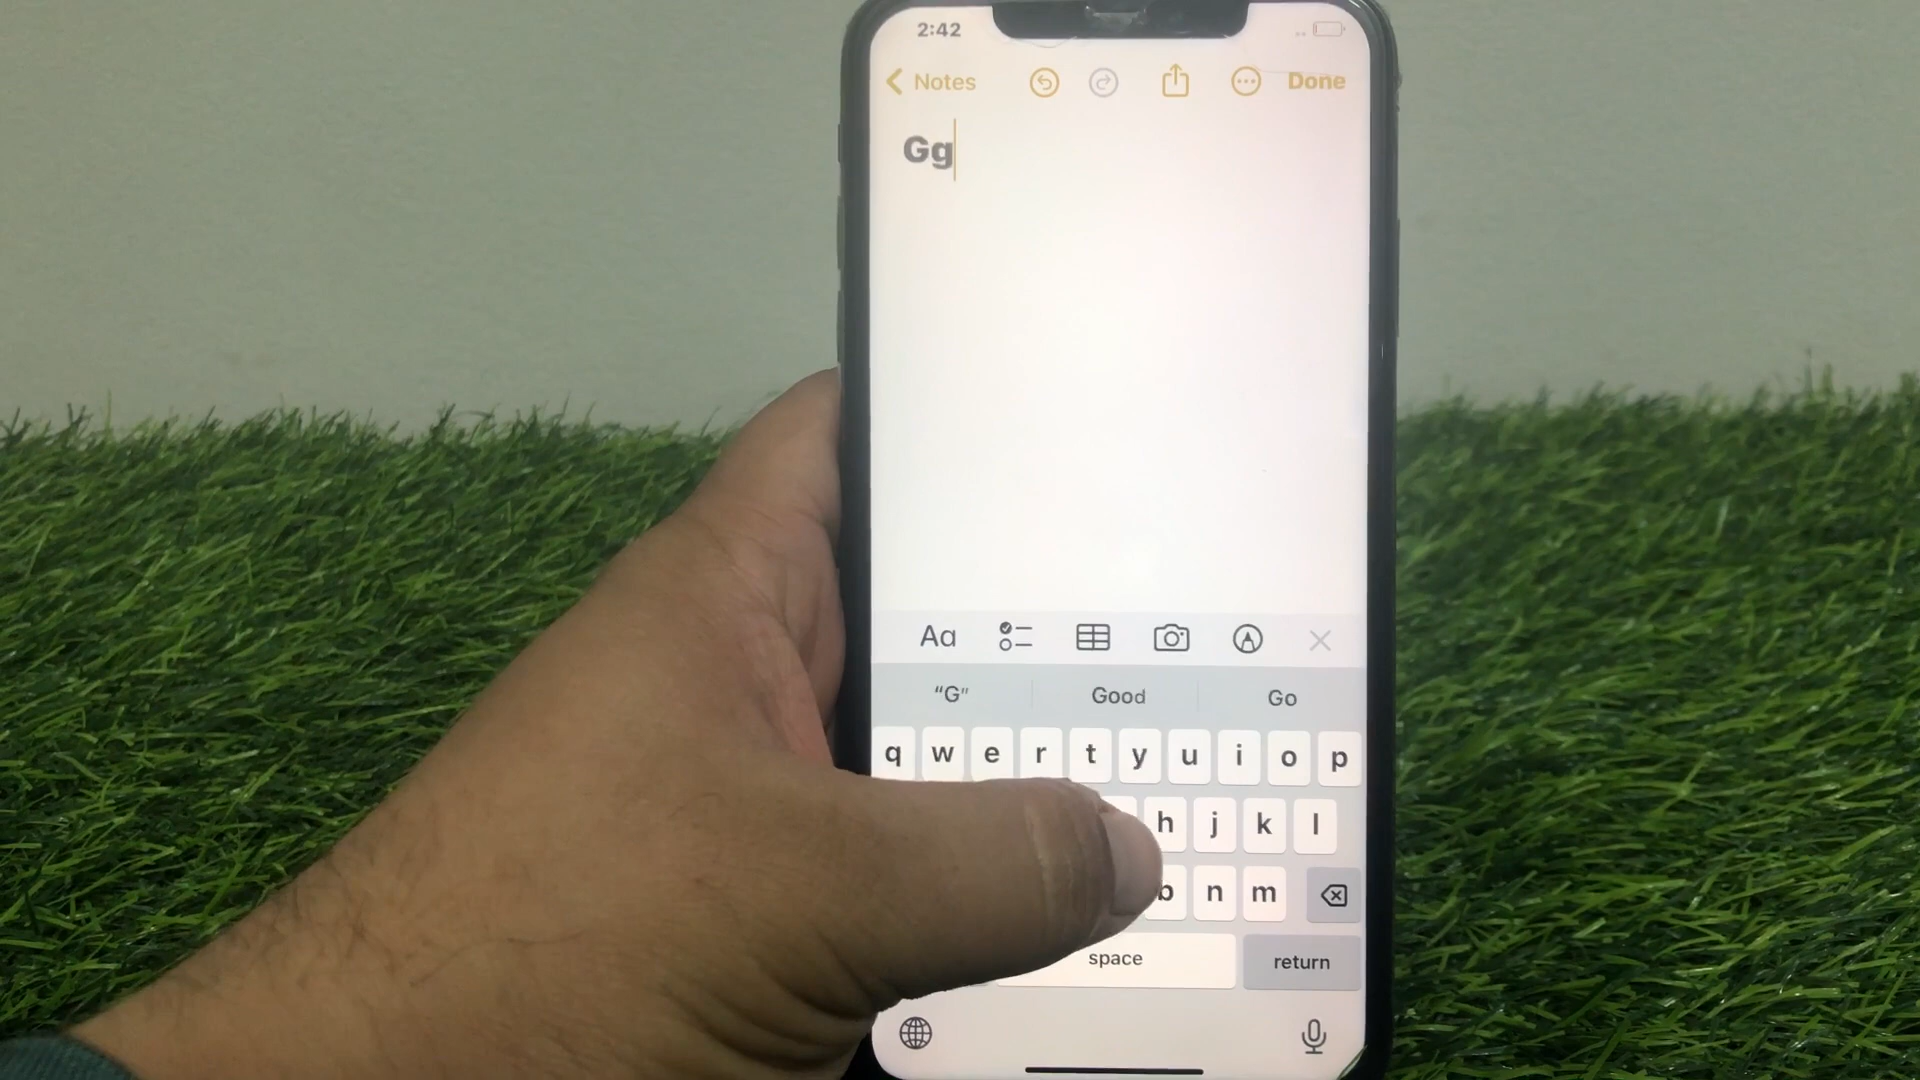 2:42
Notes Done
Gg
Aa
“G” Good Go
q w e r t y u i o p
h j k l
b n m
space return